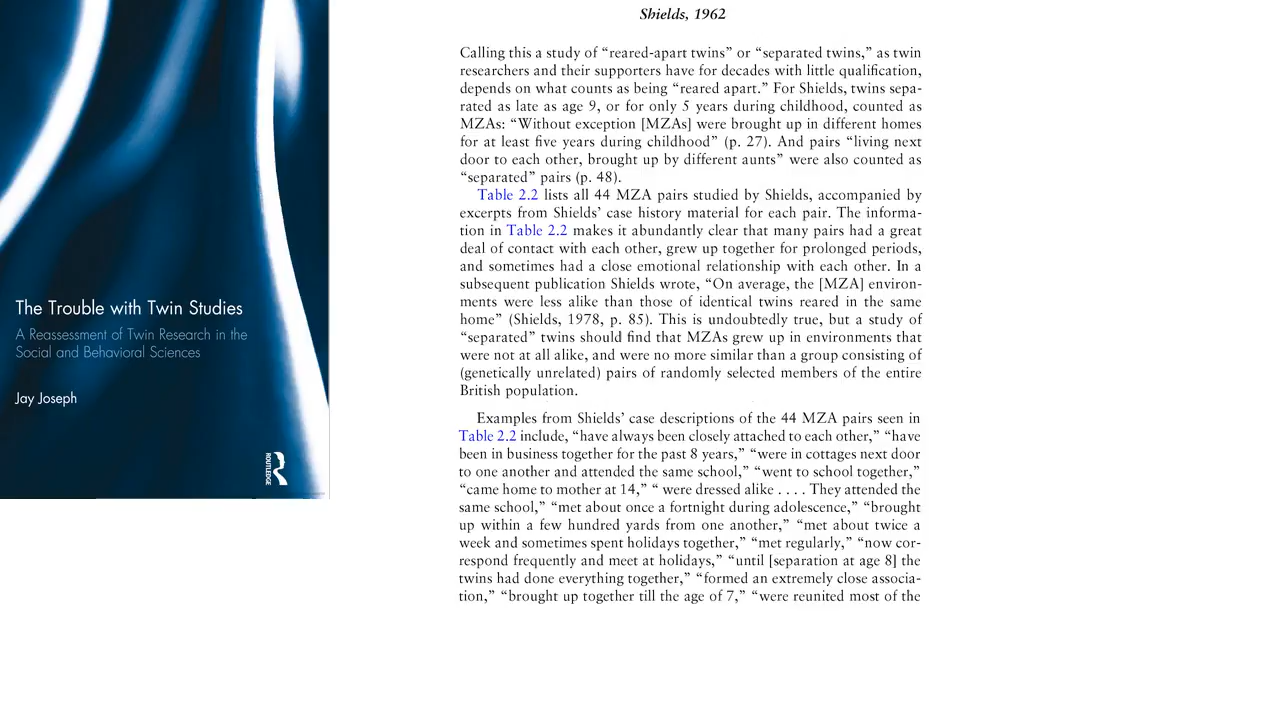 The Trouble with Twin Studies
A Reassessment of Twin Research in the
Social and Behavioral Sciences
Jay Joseph
ROUTLEDGE
Shields, 1962
Calling this a study of “reared-apart twins” or “separated twins,” as twin
researchers and their supporters have for decades with little qualification,
depends on what counts as being “reared apart.” For Shields, twins sepa-
rated as late as age 9, or for only 5 years during childhood, counted as
MZAs: “Without exception [MZAs] were brought up in different homes
for at least five years during childhood” (p. 27). And pairs “living next
door to each other, brought up by different aunts” were also counted as
“separated” pairs (p. 48).
Table 2.2 lists all 44 MZA pairs studied by Shields, accompanied by
excerpts from Shields’ case history material for each pair. The informa-
tion in Table 2.2 makes it abundantly clear that many pairs had a great
deal of contact with each other, grew up together for prolonged periods,
and sometimes had a close emotional relationship with each other. In a
subsequent publication Shields wrote, “On average, the [MZA] environ-
ments were less alike than those of identical twins reared in the same
home” (Shields, 1978, p. 85). This is undoubtedly true, but a study of
“separated” twins should find that MZAs grew up in environments that
were not at all alike, and were no more similar than a group consisting of
(genetically unrelated) pairs of randomly selected members of the entire
British population.
Examples from Shields’ case descriptions of the 44 MZA pairs seen in
Table 2.2 include, “have always been closely attached to each other,” “have
been in business together for the past 8 years,” “were in cottages next door
to one another and attended the same school,” “went to school together,”
“came home to mother at 14,” “ were dressed alike . . . . They attended the
same school,” “met about once a fortnight during adolescence,” “brought
up within a few hundred yards from one another,” “met about twice a
week and sometimes spent holidays together,” “met regularly,” “now cor-
respond frequently and meet at holidays,” “until [separation at age 8] the
twins had done everything together,” “formed an extremely close associa-
tion,” “brought up together till the age of 7,” “were reunited most of the